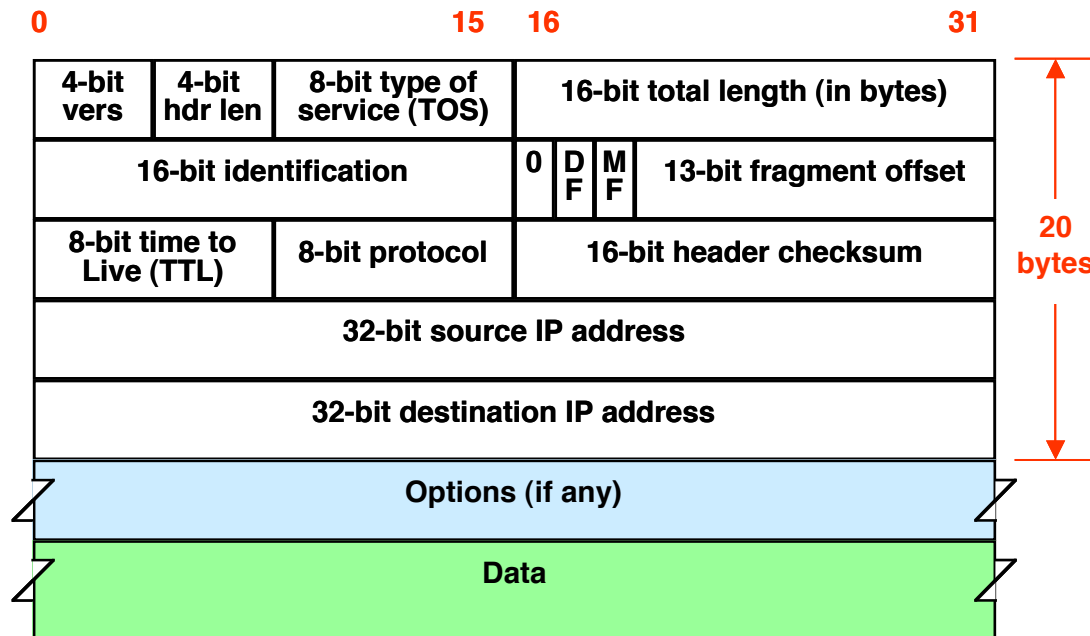 0 15 16 31
4-bit
vers
4-bit
hdr len
8-bit type of
service (TOS)
16-bit total length (in bytes)
16-bit identification
0
D
F
M
F
13-bit fragment offset
8-bit time to
Live (TTL)
8-bit protocol
16-bit header checksum
20
bytes
32-bit source IP address
32-bit destination IP address
Options (if any)
Data